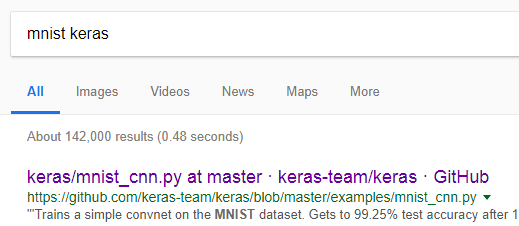 mnist keras
All Images Videos News Maps More
About 142,000 results (0.48 seconds)
keras/mnist_cnn.py at master · keras-team/keras · GitHub
https://github.com/keras-team/keras/blob/master/examples/mnist_cnn.py
'''Trains a simple convnet on the MNIST dataset. Gets to 99.25% test accuracy after 1